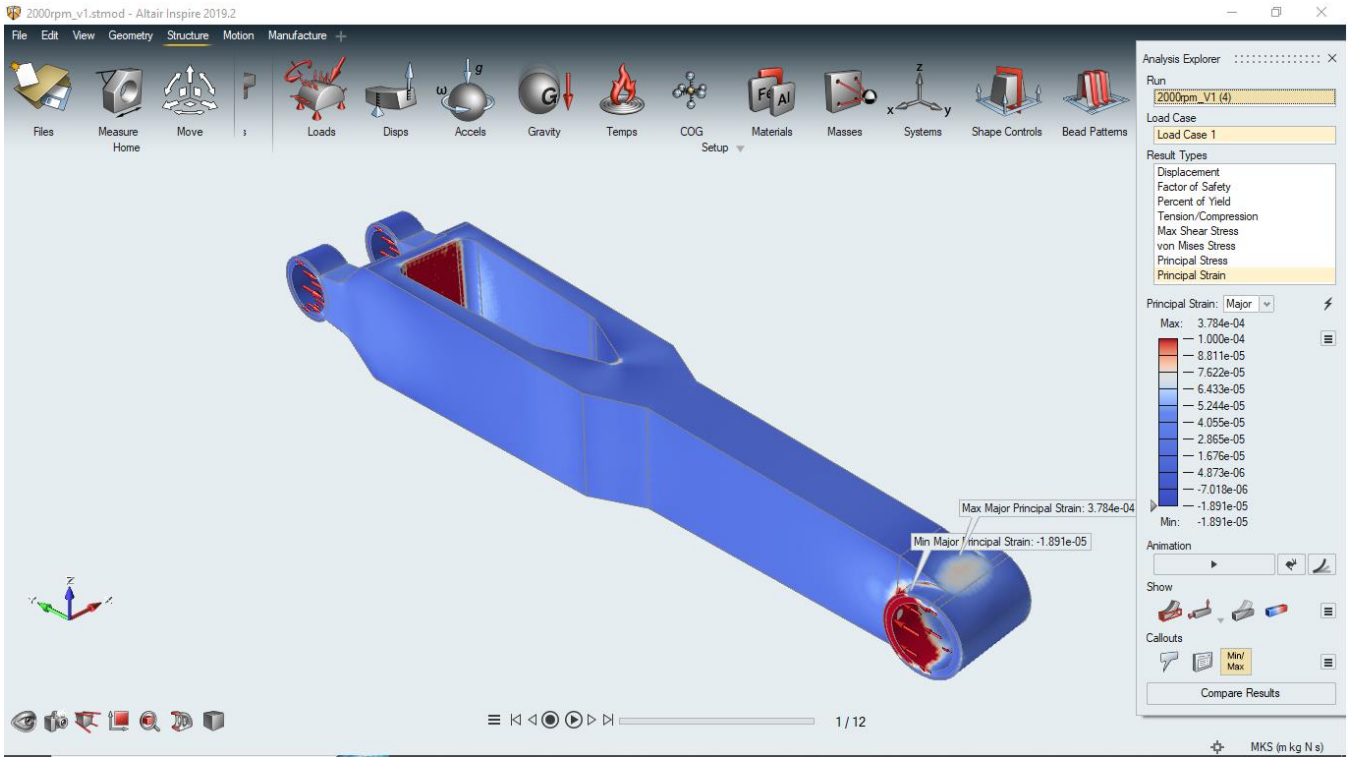 2000rpm_v1.stmod - Altair Inspire 2019.2
File Edit View Geometry Structure Motion Manufacture
Files Measure Move s Loads Disps Accels Gravity Temps COG Materials Masses Systems Shape Controls Bead Patterns
Home Setup
g
ω
G
Fe Al
z
x y
Analysis Explorer
Run
2000rpm_V1 (4)
Load Case
Load Case 1
Result Types
Displacement
Factor of Safety
Percent of Yield
Tension/Compression
Max Shear Stress
von Mises Stress
Principal Stress
Principal Strain
Principal Strain: Major
Max: 3.784e-04
1.000e-04
8.811e-05
7.622e-05
6.433e-05
5.244e-05
4.055e-05
2.865e-05
1.676e-05
4.873e-06
-7.018e-06
-1.891e-05
Min: -1.891e-05
Max Major Principal Strain: 3.784e-04
Min Major Principal Strain: -1.891e-05
Animation
Show
Callouts
Min/
Max
Compare Results
Z
1 / 12
MKS (m kg N s)